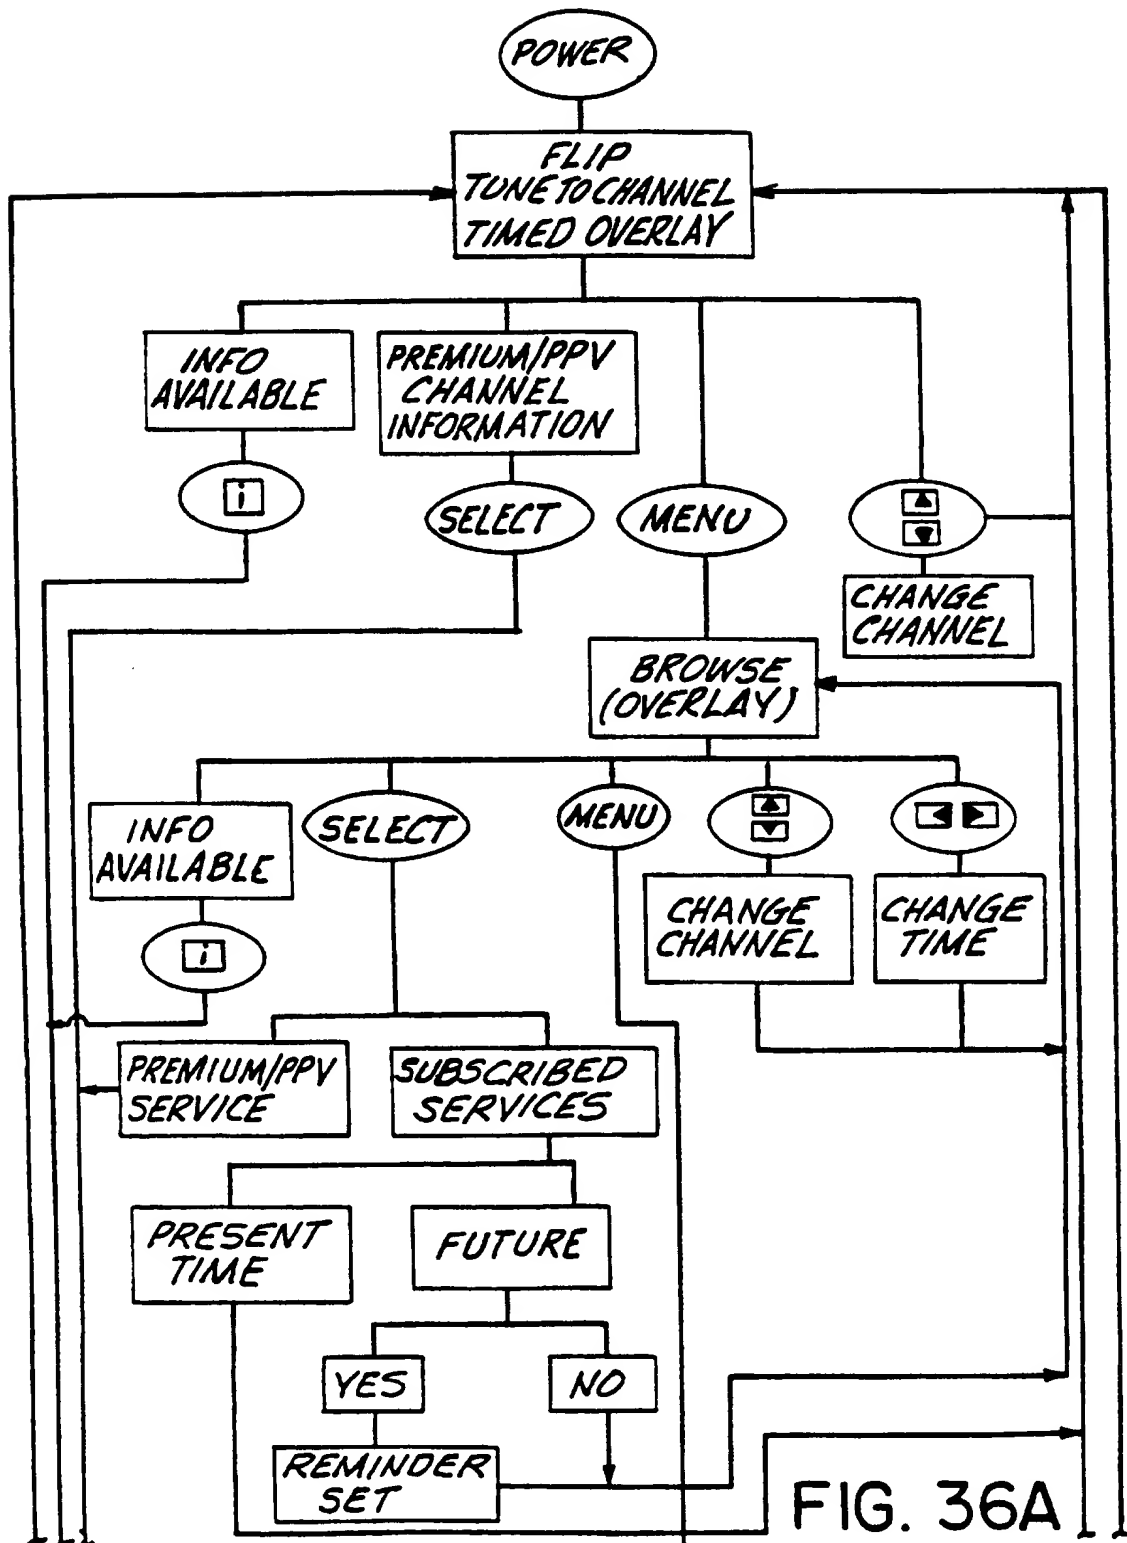 POWER
FLIP
TUNE TO CHANNEL
TIMED OVERLAY
INFO
AVAILABLE
PREMIUM/PPV
CHANNEL
INFORMATION
i
SELECT
MENU
CHANGE
CHANNEL
BROWSE
(OVERLAY)
INFO
AVAILABLE
SELECT
MENU
CHANGE
CHANNEL
CHANGE
TIME
i
PREMIUM/PPV
SERVICE
SUBSCRIBED
SERVICES
PRESENT
TIME
FUTURE
YES
NO
REMINDER
SET
FIG. 36A